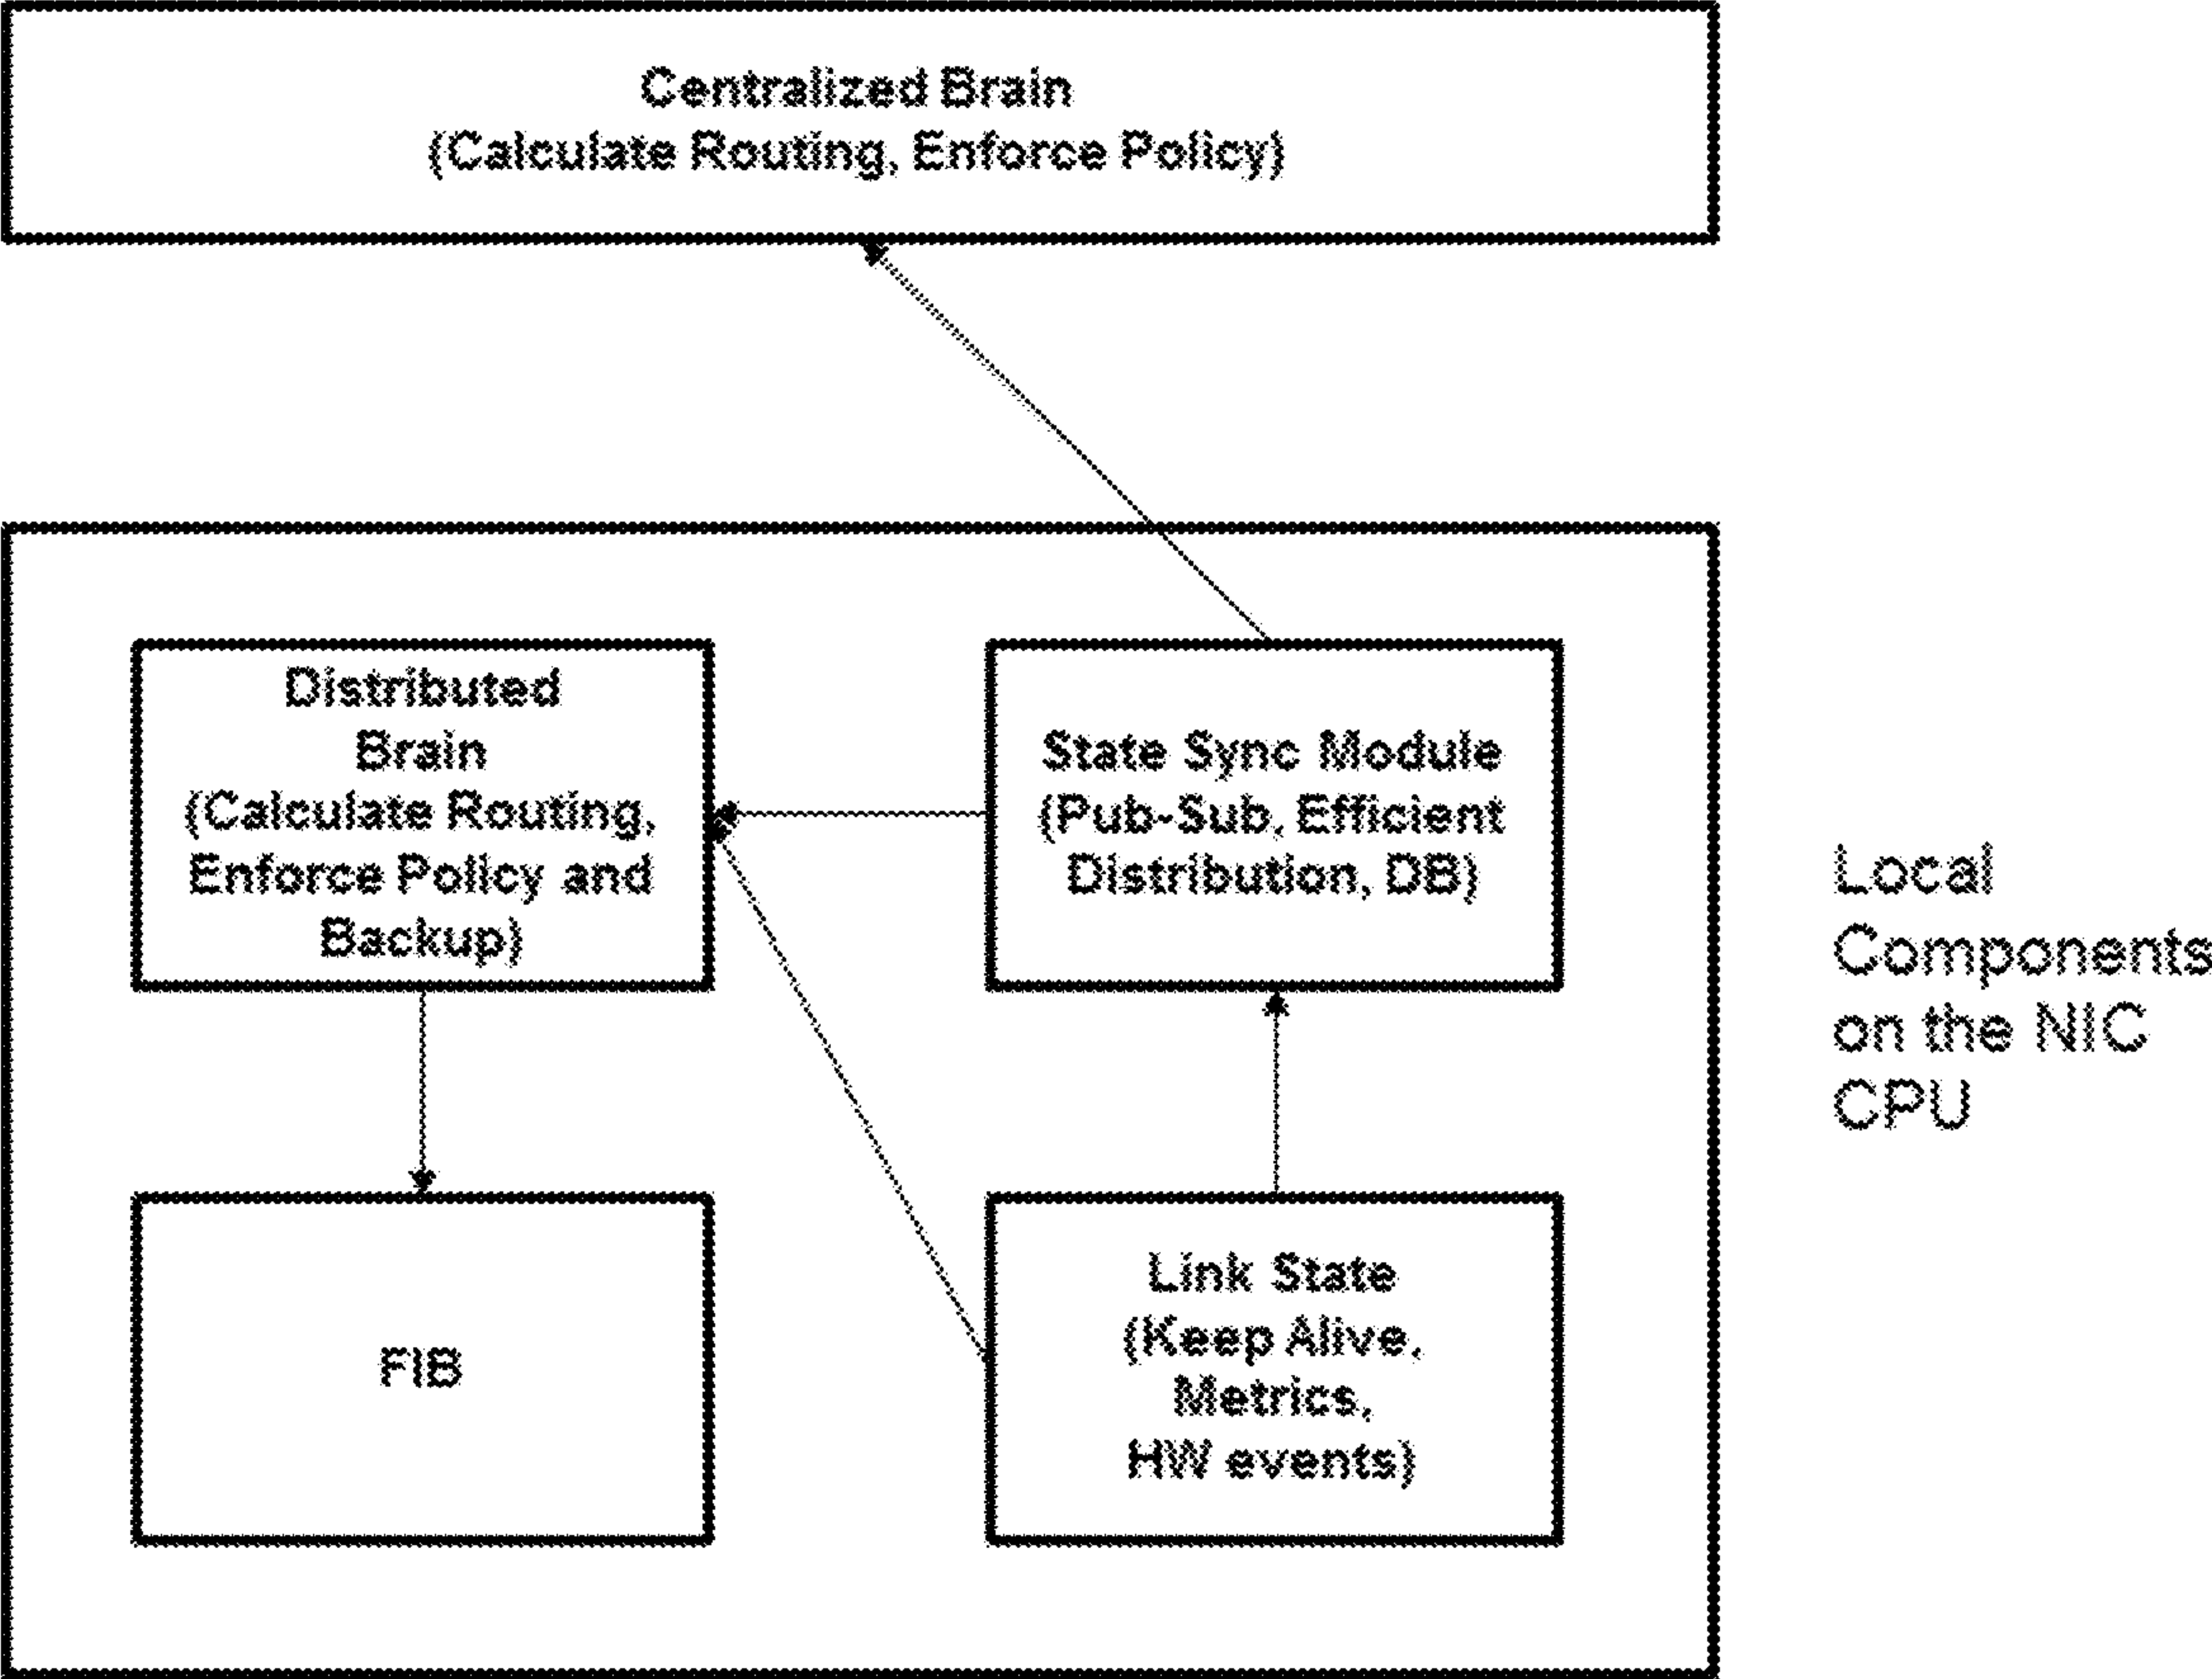 Centralized Brain
(Calculate Routing, Enforce Policy)
Distributed
Brain
(Calculate Routing,
Enforce Policy and
Backup)
State Sync Module
(Pub-Sub, Efficient
Distribution, DB)
Local
Components
on the NIC
CPU
FIB
Link State
(Keep Alive,
Metrics,
HW events)